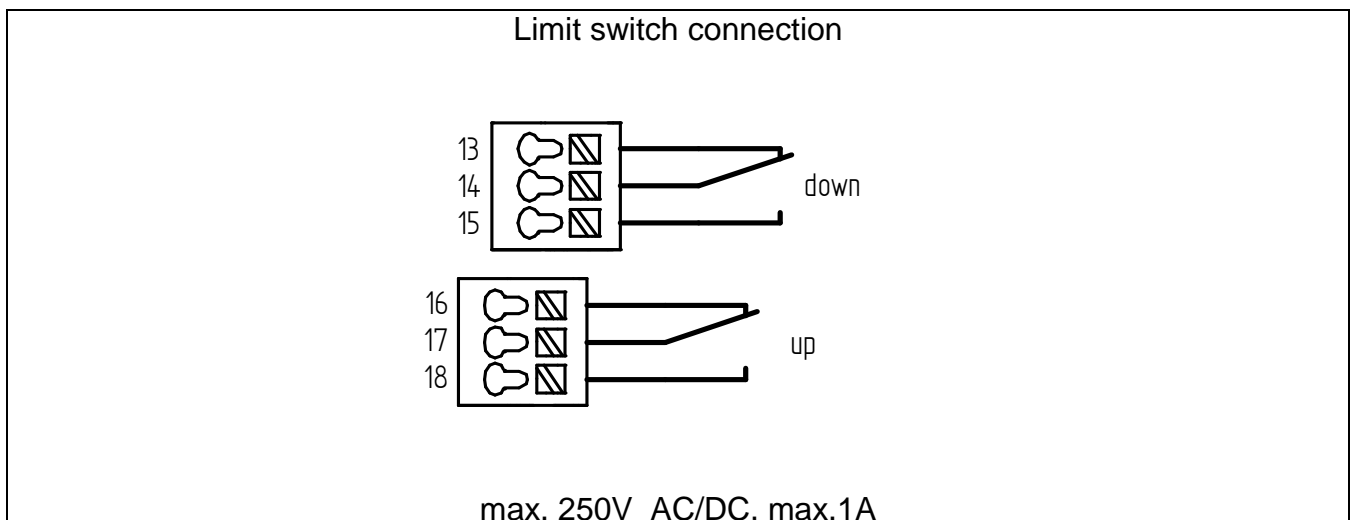 Limit switch connection
13
14
down
15
16
17
up
18
max. 250V AC/DC, max.1A